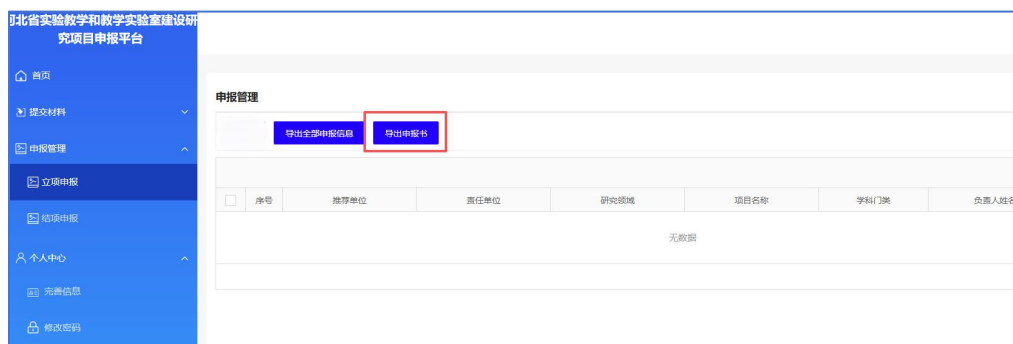 河北省实验教学和教学实验室建设研
究项目申报平台
首页
提交材料
申报管理
立项申报
结项申报
个人中心
完善信息
修改密码
申报管理
导出全部申报信息 导出申报书
序号 推荐单位 责任单位 研究领域 项目名称 学科门类 负责人姓名
无数据